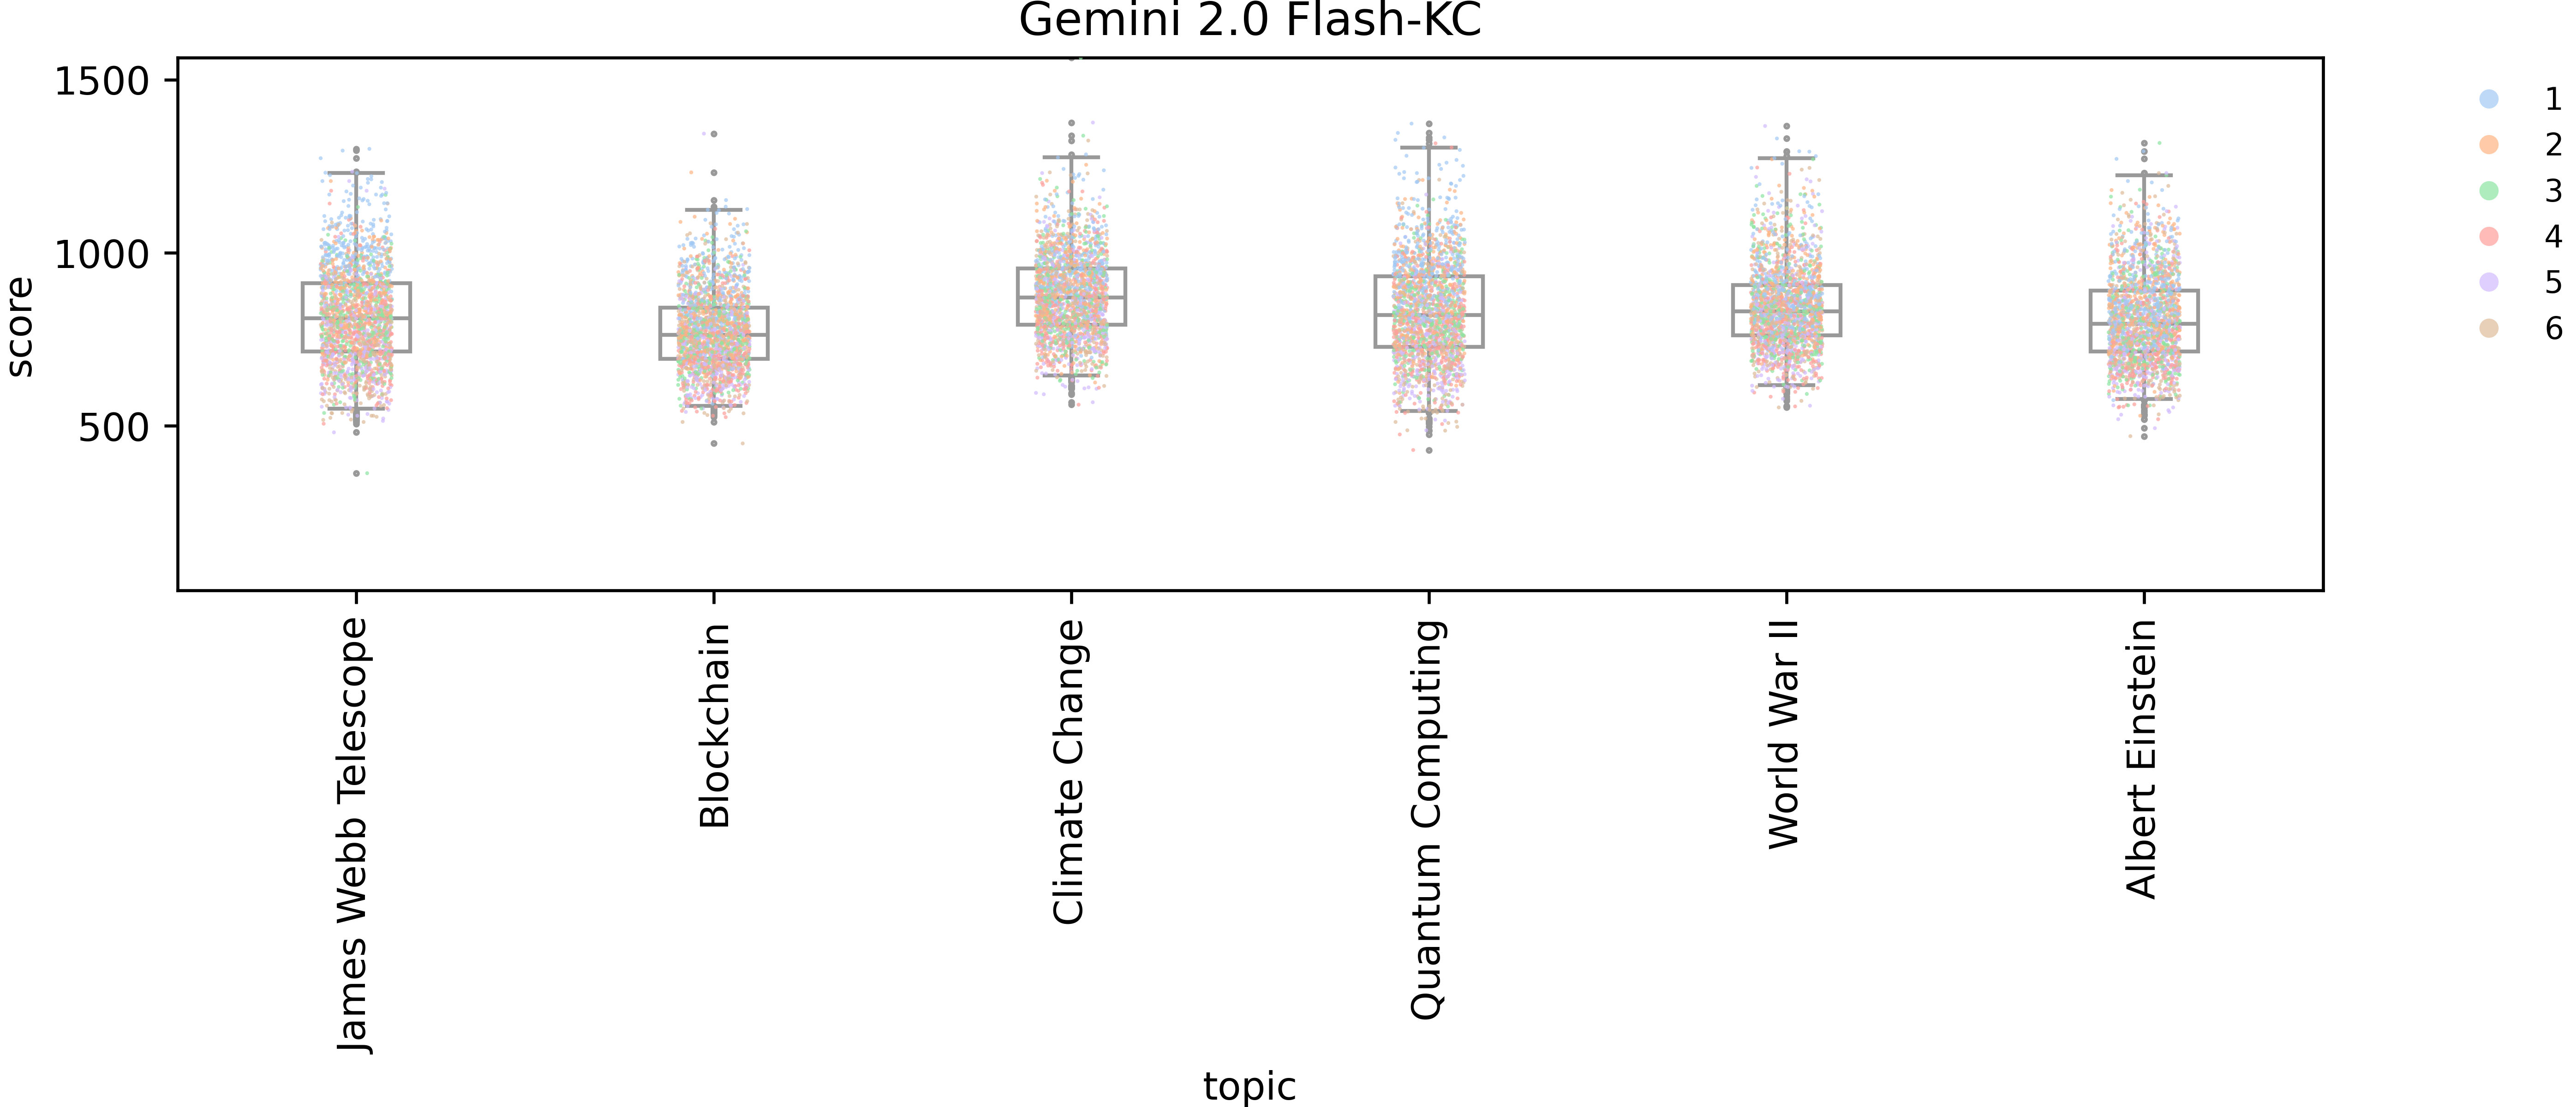 Gemini 2.0 Flash-KC
1500
1000
500
score
James Webb Telescope
Blockchain
Climate Change
Quantum Computing
World War II
Albert Einstein
topic
1
2
3
4
5
6